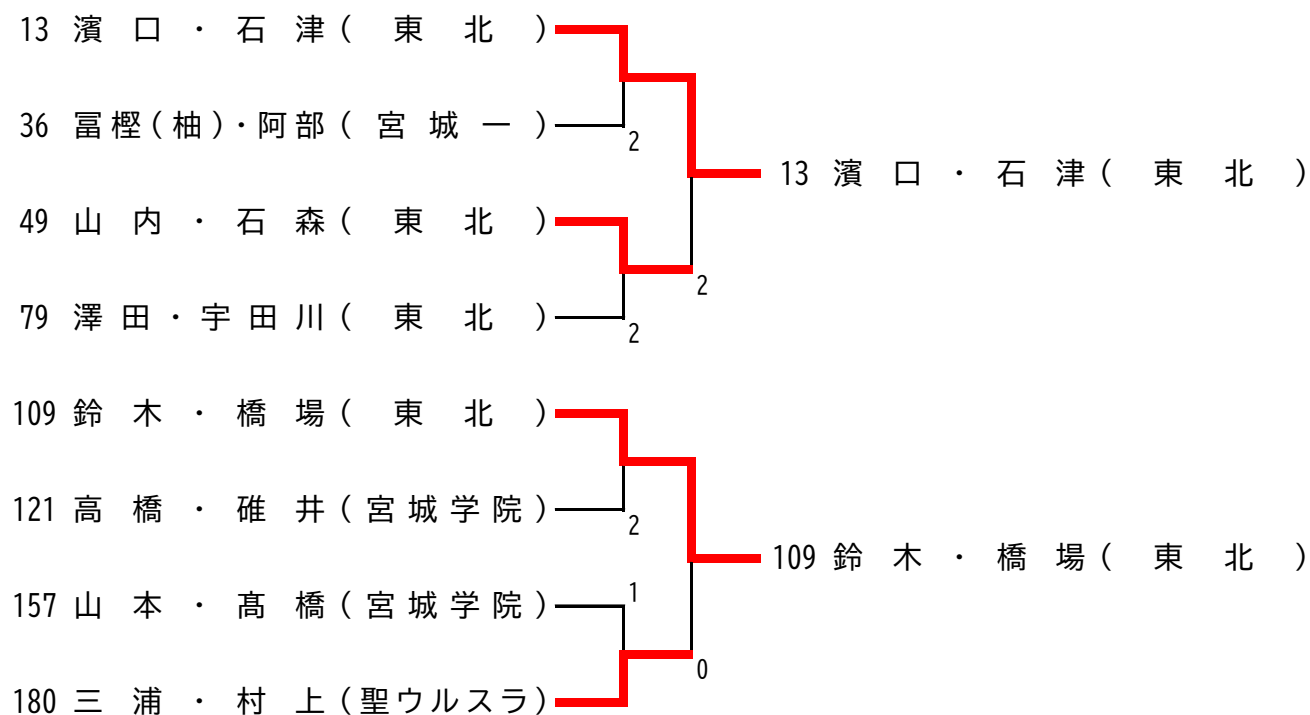 13 濱口・石津(東北)
36 冨樫(柚)・阿部(宮城一)
2
13 濱口・石津(東北)
49 山内・石森(東北)
2
79 澤田・宇田川(東北)
2
109 鈴木・橋場(東北)
121 高橋・碓井(宮城学院)
2
109 鈴木・橋場(東北)
157 山本・髙橋(宮城学院)
1
0
180 三浦・村上(聖ウルスラ)